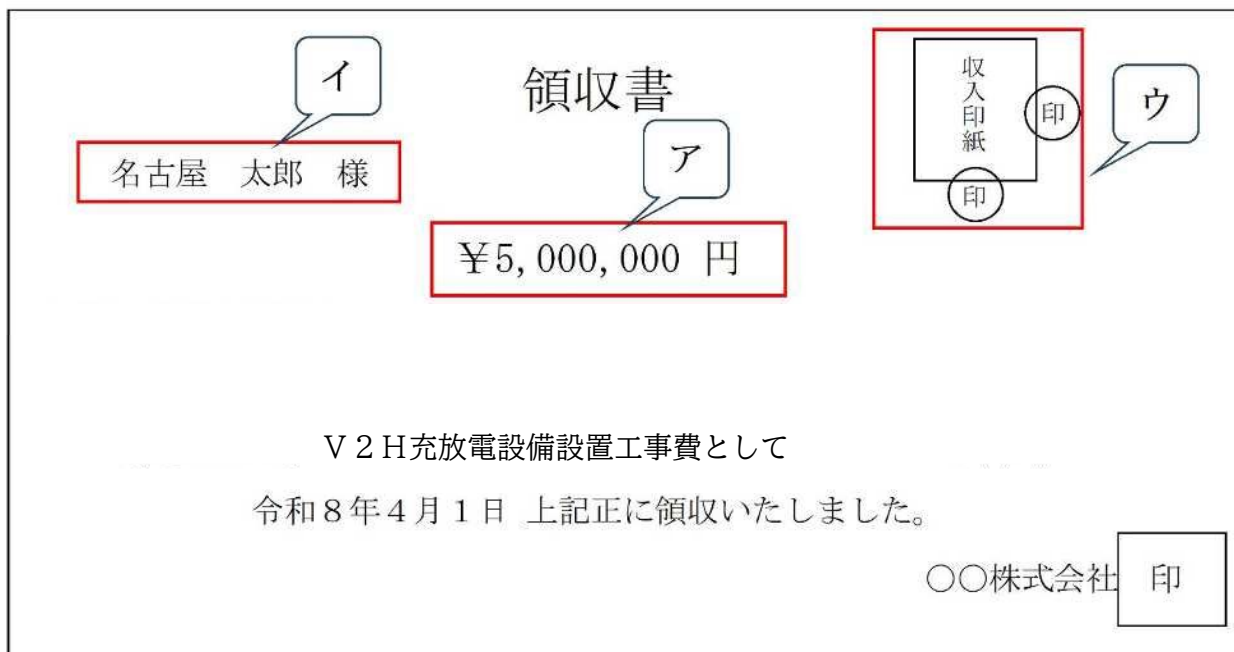 イ
領収書
収入印紙
印
印
ウ
名古屋 太郎 様
ア
¥5,000,000 円
V2H充放電設備設置工事費として
令和8年4月1日 上記正に領収いたしました。
〇〇株式会社 印